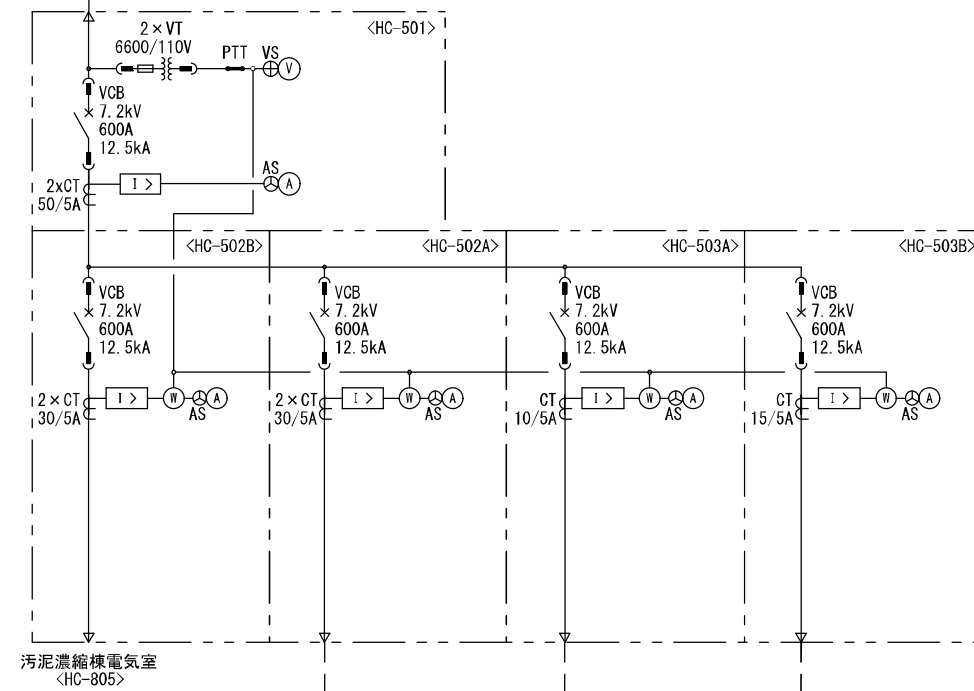 <HC-501>
2×VT
6600/110V
PTT
VS
V
VCB
7.2kV
600A
12.5kA
2xCT
50/5A
I >
AS
A
<HC-502B>
VCB
7.2kV
600A
12.5kA
2×CT
30/5A
I >
W
A
AS
<HC-502A>
VCB
7.2kV
600A
12.5kA
2×CT
30/5A
I >
W
A
AS
<HC-503A>
VCB
7.2kV
600A
12.5kA
CT
10/5A
I >
W
A
AS
<HC-503B>
VCB
7.2kV
600A
12.5kA
CT
15/5A
I >
W
A
AS
汚泥濃縮棟電気室
<HC-805>